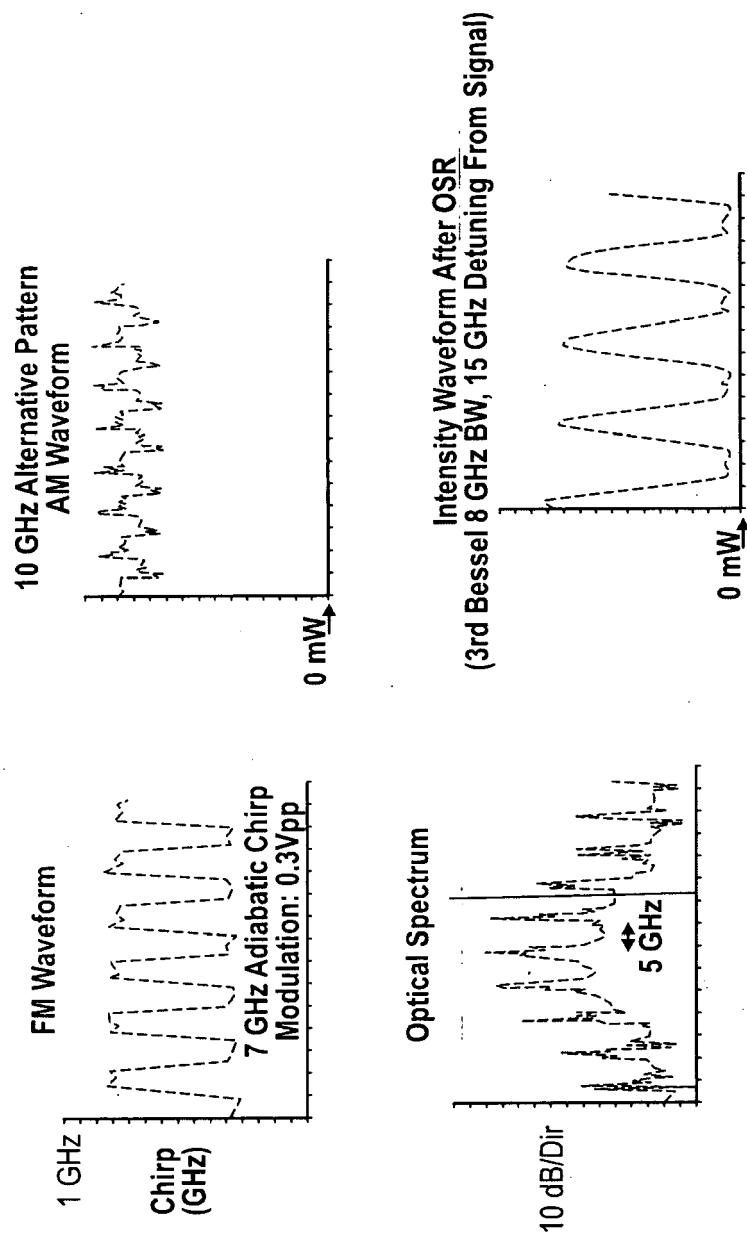 FM Waveform
1 GHz
Chirp
(GHz)
7 GHz Adiabatic Chirp
Modulation: 0.3Vpp
10 GHz Alternative Pattern
AM Waveform
0 mW
Optical Spectrum
10 dB/Dir
5 GHz
Intensity Waveform After OSR
(3rd Bessel 8 GHz BW, 15 GHz Detuning From Signal)
0 mW